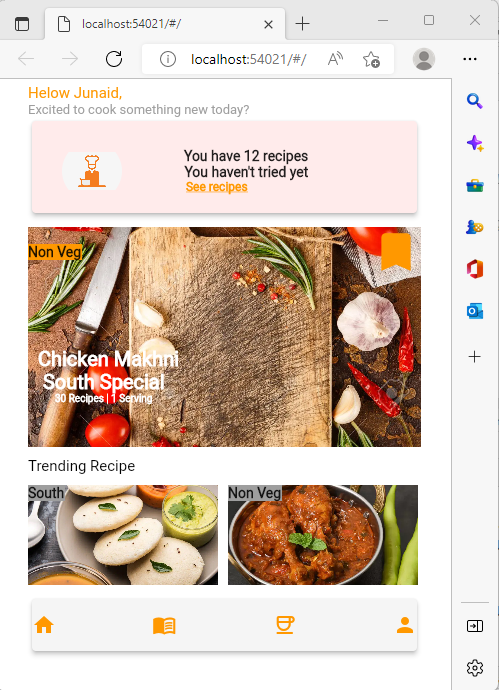 localhost:54021/#/
localhost:54021/#/
Helow Junaid,
Excited to cook something new today?
You have 12 recipes
You haven't tried yet
See recipes
Non Veg
Chicken Makhni
South Special
30 Recipes | 1 Serving
Trending Recipe
South
Non Veg